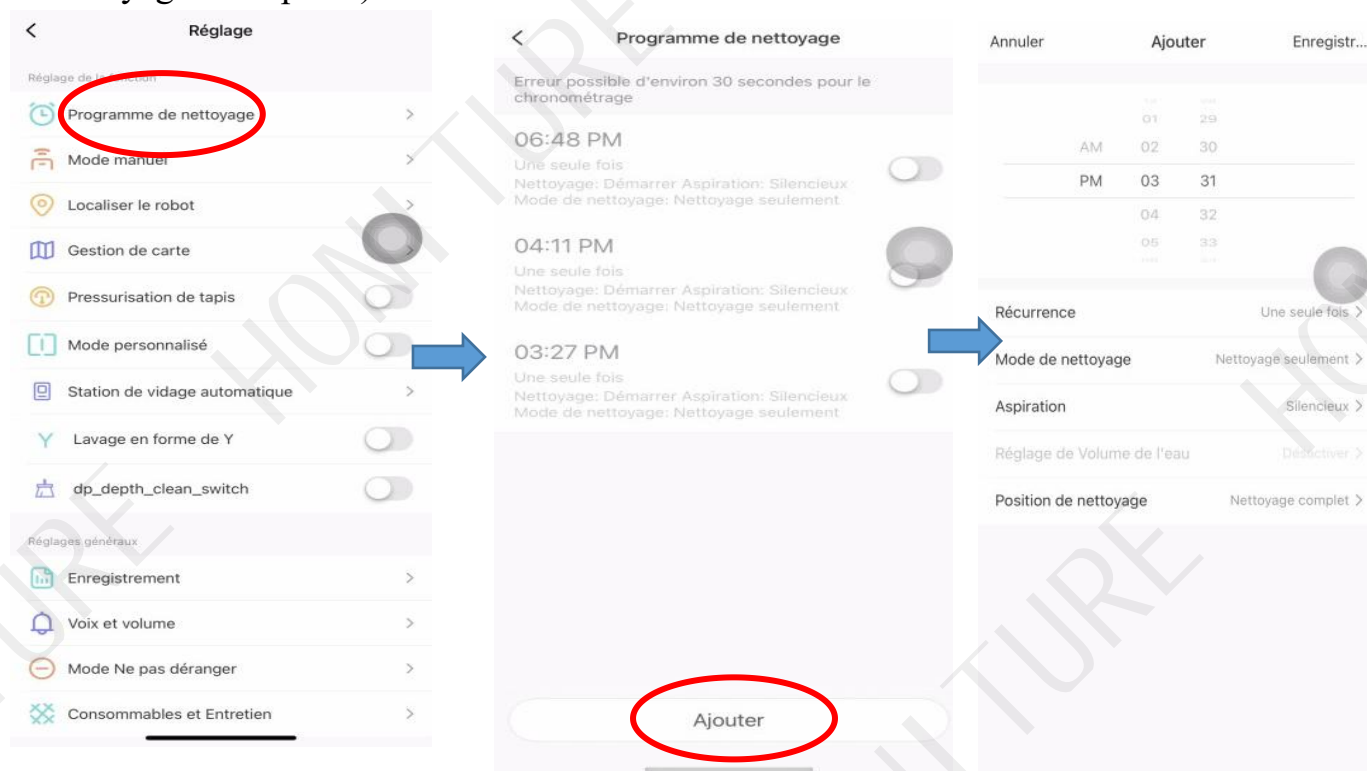 Réglage
Réglage de la fonction
Programme de nettoyage
Mode manuel
Localiser le robot
Gestion de carte
Pressurisation de tapis
Mode personnalisé
Station de vidage automatique
Lavage en forme de Y
dp_depth_clean_switch
Réglages généraux
Enregistrement
Voix et volume
Mode Ne pas déranger
Consommables et Entretien
Programme de nettoyage
Erreur possible d'environ 30 secondes pour le
chronométrage
06:48 PM
Une seule fois
Nettoyage: Démarrer Aspiration: Silencieux
Mode de nettoyage: Nettoyage seulement
04:11 PM
Une seule fois
Nettoyage: Démarrer Aspiration: Silencieux
Mode de nettoyage: Nettoyage seulement
03:27 PM
Une seule fois
Nettoyage: Démarrer Aspiration: Silencieux
Mode de nettoyage: Nettoyage seulement
Ajouter
Annuler Ajouter Enregistr...
01 29
AM 02 30
PM 03 31
04 32
05 33
Récurrence Une seule fois
Mode de nettoyage Nettoyage seulement
Aspiration Silencieux
Réglage de Volume de l'eau Désactiver
Position de nettoyage Nettoyage complet
HONITURE